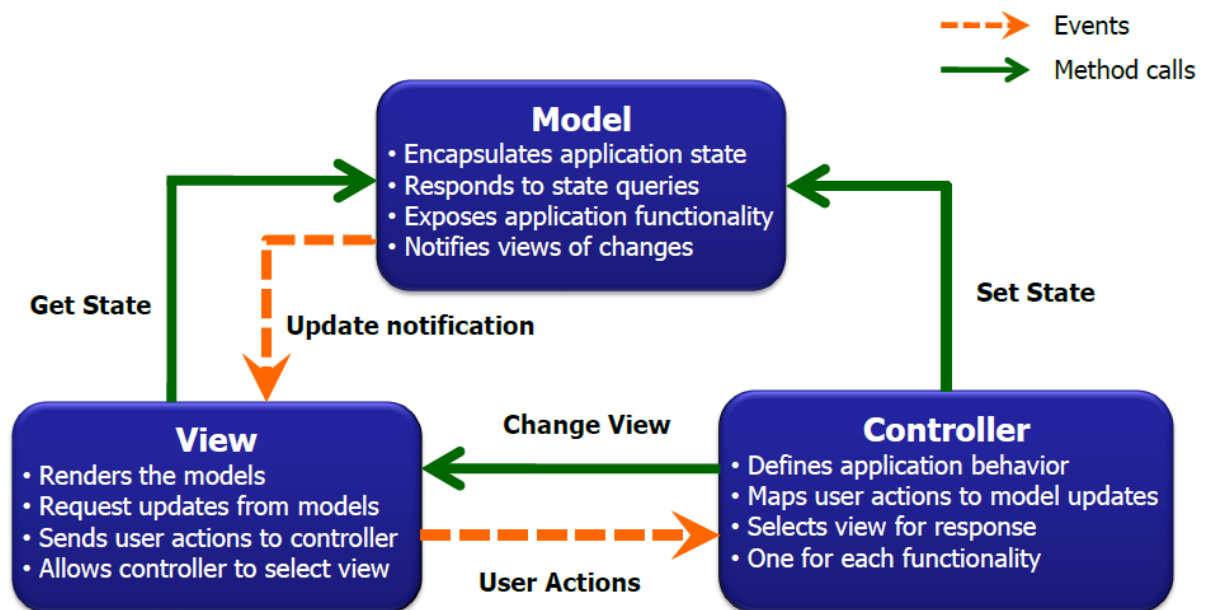 Events
Method calls
Model
• Encapsulates application state
• Responds to state queries
• Exposes application functionality
• Notifies views of changes
Get State
Set State
Update notification
View
• Renders the models
• Request updates from models
• Sends user actions to controller
• Allows controller to select view
Change View
User Actions
Controller
• Defines application behavior
• Maps user actions to model updates
• Selects view for response
• One for each functionality